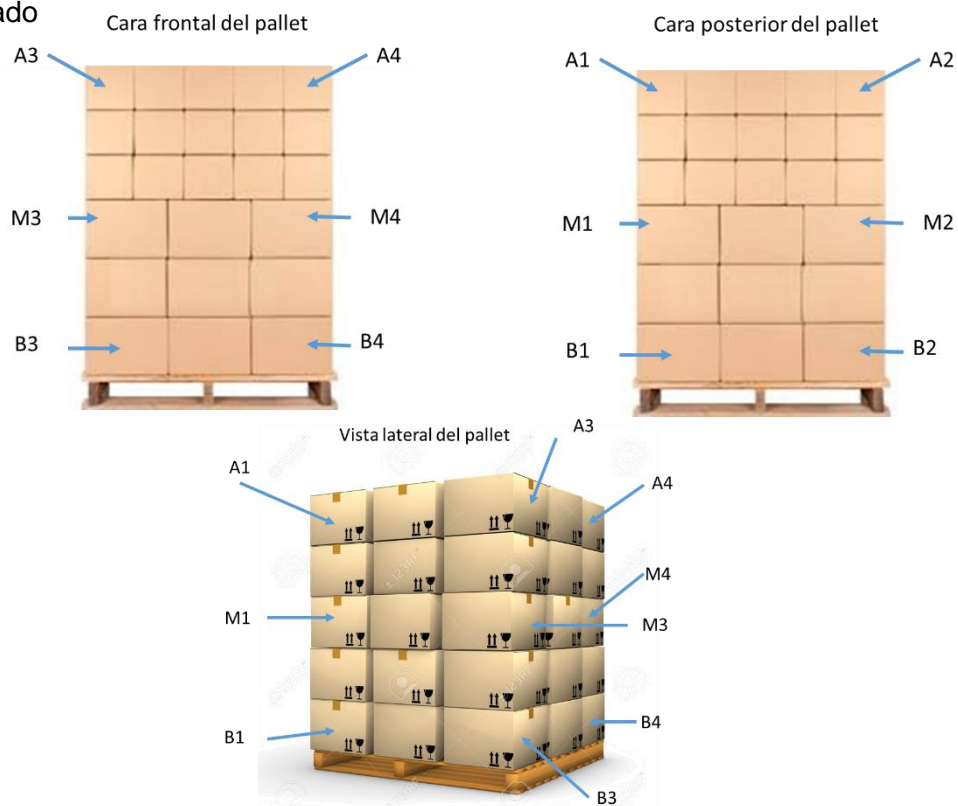 ado
Cara frontal del pallet
Cara posterior del pallet
A3
A4
A1
A2
M3
M4
M1
M2
B3
B4
B1
B2
Vista lateral del pallet
A3
A1
A4
M4
M1
M3
B4
B1
B3